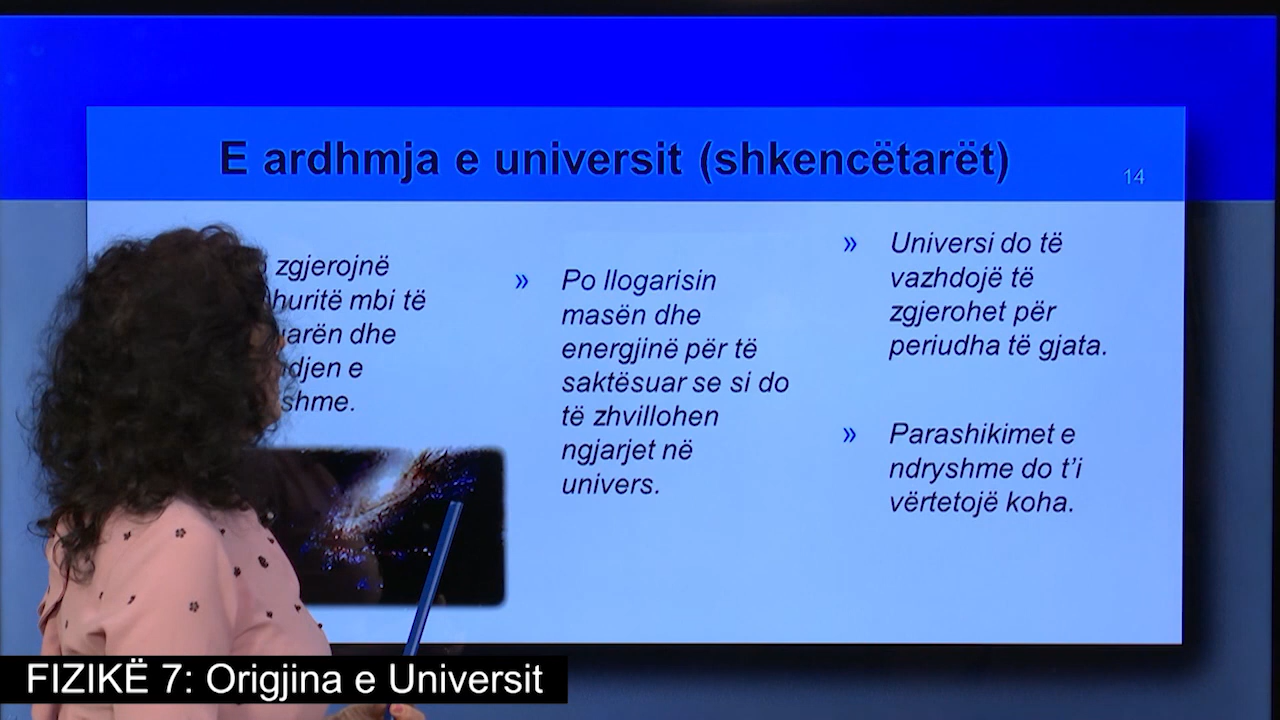 E ardhmja e universit (shkencëtarët)
14
zgjerojnë
mbi të
dhe
e
Po llogarisin
masën dhe
energjinë për të
saktësuar se si do
të zhvillohen
ngjarjet në
univers.
Universi do të
vazhdojë të
zgjerohet për
periudha të gjata.
Parashikimet e
ndryshme do t’i
vërtetojë koha.
FIZIKË 7: Origjina e Universit